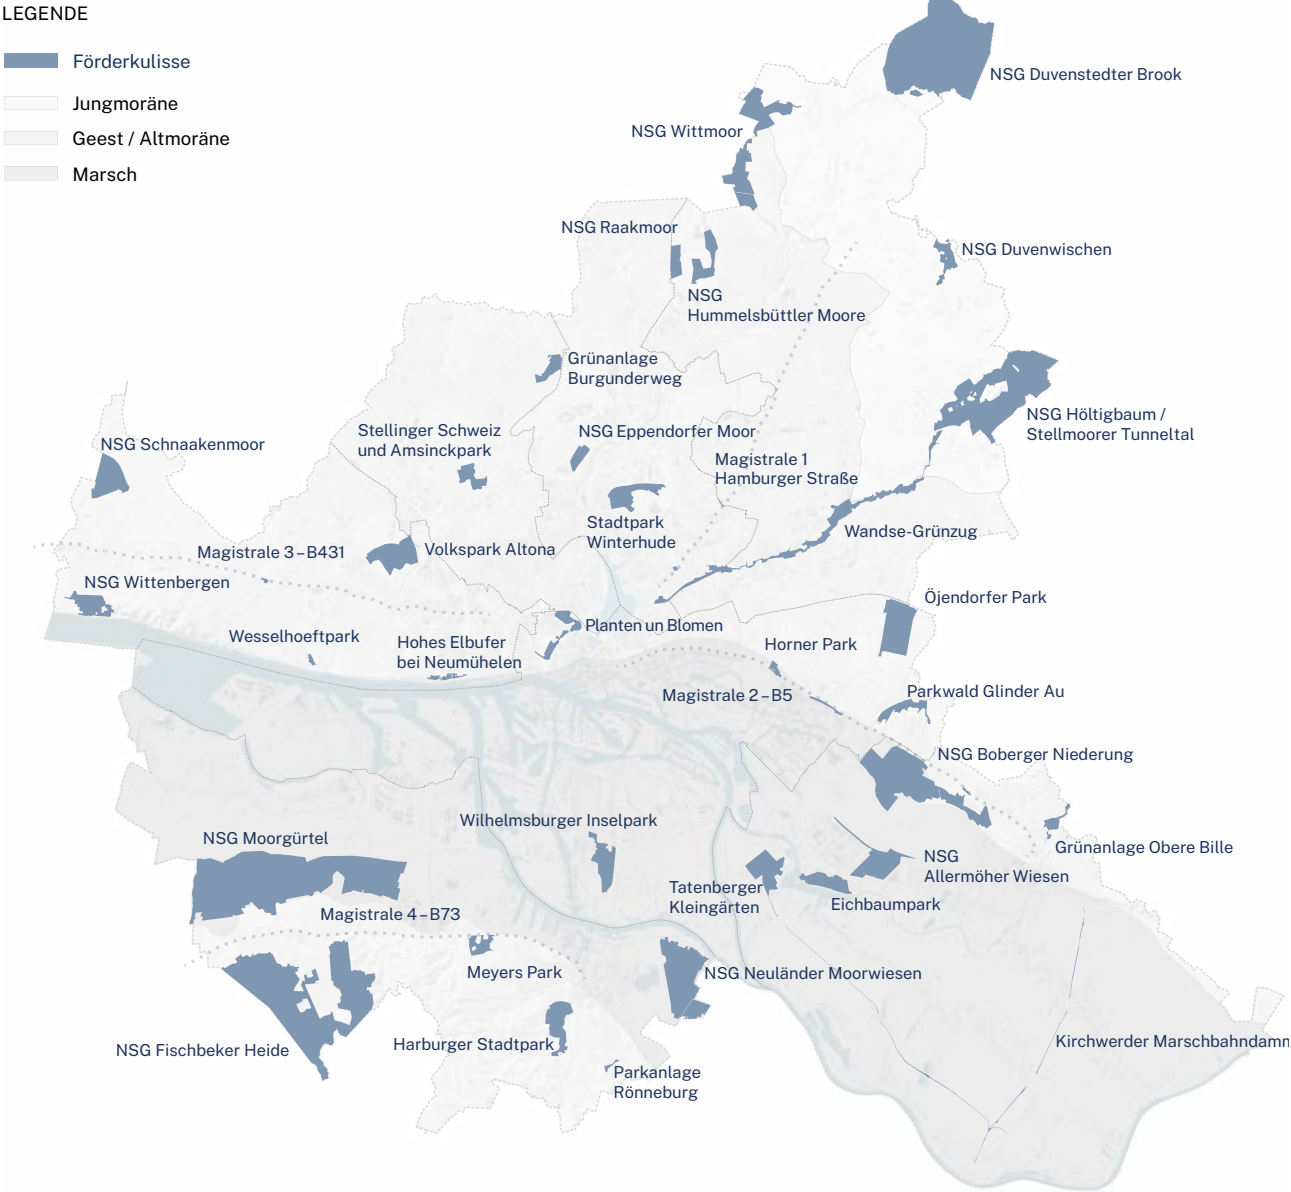 LEGENDE
Förderkulisse
Jungmoräne
Geest / Altmoräne
Marsch
NSG Duvenstedter Brook
NSG Wittmoor
NSG Raakmoor
NSG Duvenwischen
NSG
Hummelsbüttler Moore
Grünanlage
Burgunderweg
NSG Höltigbaum /
Stellmoorer Tunneltal
Stellinger Schweiz
und Amsinckpark
NSG Eppendorfer Moor
NSG Schnaakenmoor
Magistrale 1
Hamburger Straße
Stadtpark
Winterhude
Wandse-Grünzug
Magistrale 3 – B431
Volkspark Altona
NSG Wittenbergen
Öjendorfer Park
Planten un Blomen
Wesselhoeftpark
Hohes Elbufer
bei Neumühelen
Horner Park
Magistrale 2 – B5
Parkwald Glinder Au
NSG Boberger Niederung
Wilhelmsburger Inselpark
NSG Moorgürtel
Grünanlage Obere Bille
NSG
Allermöher Wiesen
Tatenberger
Kleingärten
Eichbaumpark
Magistrale 4 – B73
Meyers Park
NSG Neuländer Moorwiesen
NSG Fischbeker Heide
Harburger Stadtpark
Kirchwerder Marschbahndamm
Parkanlage
Rönneburg